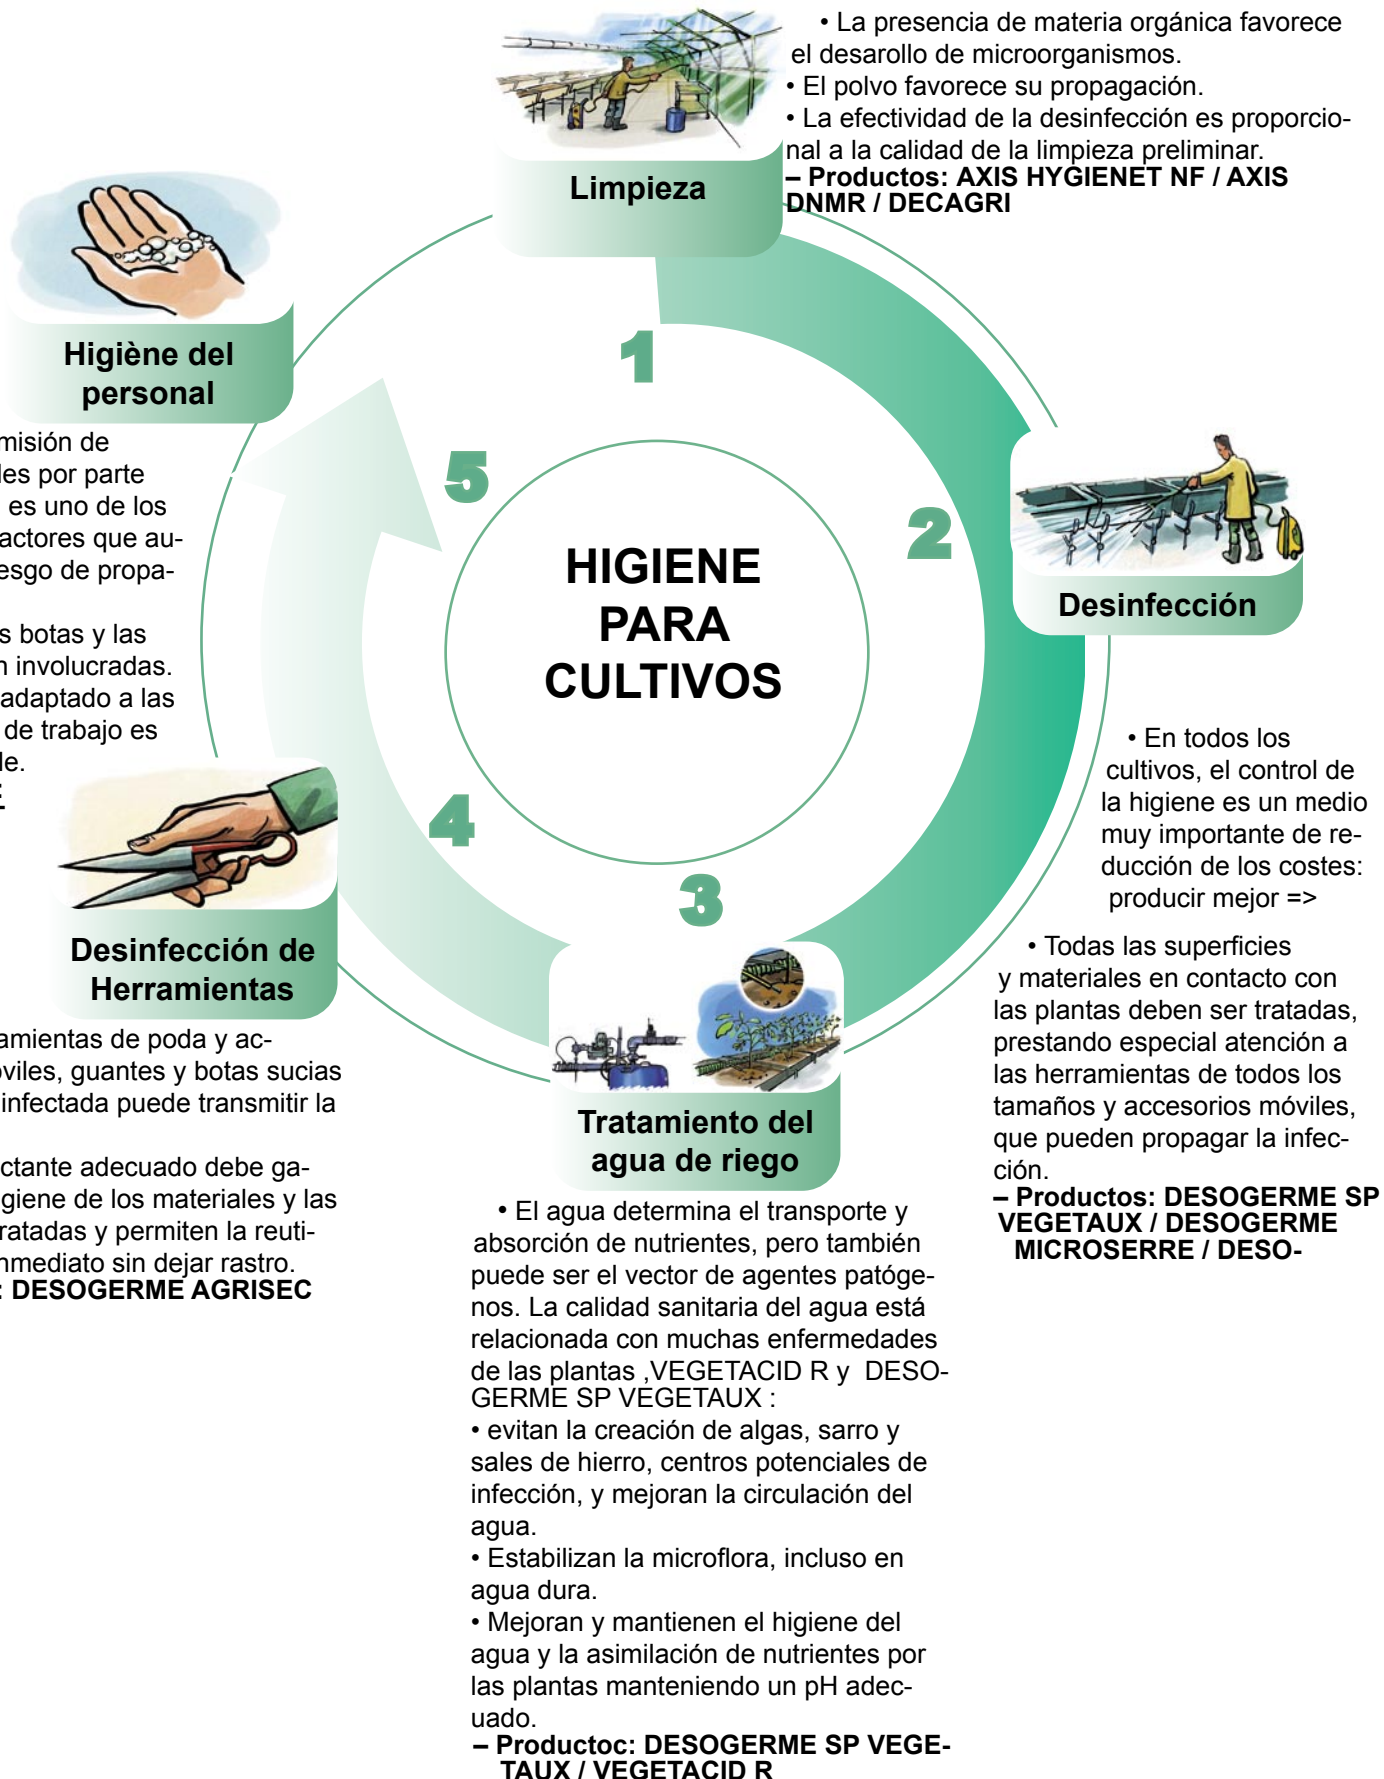 • La presencia de materia orgánica favorece
el desarollo de microorganismos.
• El polvo favorece su propagación.
• La efectividad de la desinfección es proporcio-
nal a la calidad de la limpieza preliminar.
– Productos: AXIS HYGIENET NF / AXIS
DNMR / DECAGRI
Limpieza
1
Desinfección
2
• En todos los
cultivos, el control de
la higiene es un medio
muy importante de re-
ducción de los costes:
producir mejor =>
• Todas las superficies
y materiales en contacto con
las plantas deben ser tratadas,
prestando especial atención a
las herramientas de todos los
tamaños y accesorios móviles,
que pueden propagar la infec-
ción.
– Productos: DESOGERME SP
VEGETAUX / DESOGERME
MICROSERRE / DESO-
HIGIENE
PARA
CULTIVOS
3
Tratamiento del
agua de riego
• El agua determina el transporte y
absorción de nutrientes, pero también
puede ser el vector de agentes patóge-
nos. La calidad sanitaria del agua está
relacionada con muchas enfermedades
de las plantas ,VEGETACID R y DESO-
GERME SP VEGETAUX :
• evitan la creación de algas, sarro y
sales de hierro, centros potenciales de
infección, y mejoran la circulación del
agua.
• Estabilizan la microflora, incluso en
agua dura.
• Mejoran y mantienen el higiene del
agua y la asimilación de nutrientes por
las plantas manteniendo un pH adec-
uado.
– Productoc: DESOGERME SP VEGE-
TAUX / VEGETACID R
4
Desinfección de
Herramientas
amientas de poda y ac-
óviles, guantes y botas sucias
infectada puede transmitir la
ctante adecuado debe ga-
giene de los materiales y las
ratadas y permiten la reuti-
nmediato sin dejar rastro.
: DESOGERME AGRISEC
5
Higiène del
personal
misión de
des por parte
es uno de los
actores que au-
esgo de propa-
s botas y las
n involucradas.
adaptado a las
de trabajo es
le.